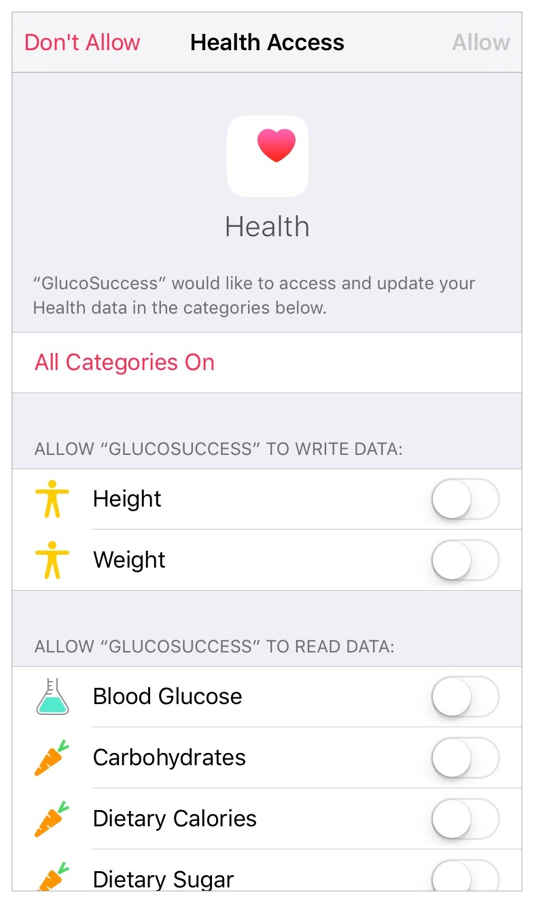 Don't Allow
Health Access
Allow
Health
“GlucoSuccess” would like to access and update your
Health data in the categories below.
All Categories On
ALLOW “GLUCOSUCCESS” TO WRITE DATA:
Height
Weight
ALLOW “GLUCOSUCCESS” TO READ DATA:
Blood Glucose
Carbohydrates
Dietary Calories
Dietary Sugar